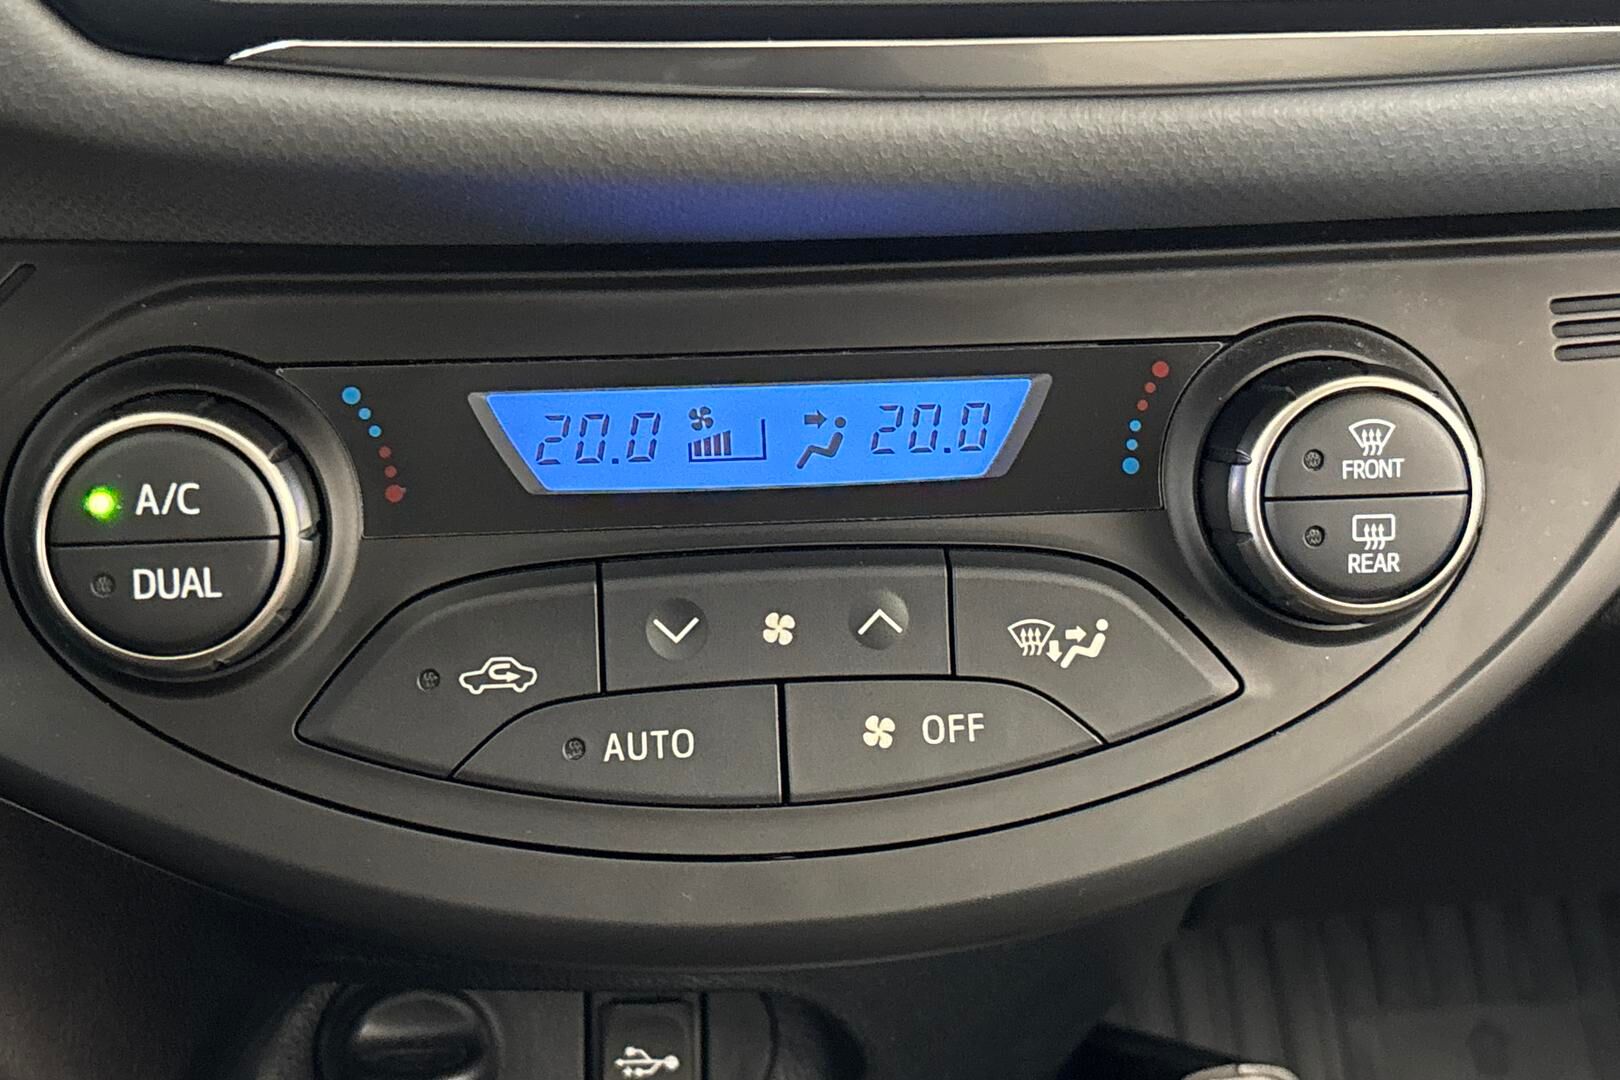 20.0 20.0
A/C
DUAL
FRONT
REAR
AUTO
OFF